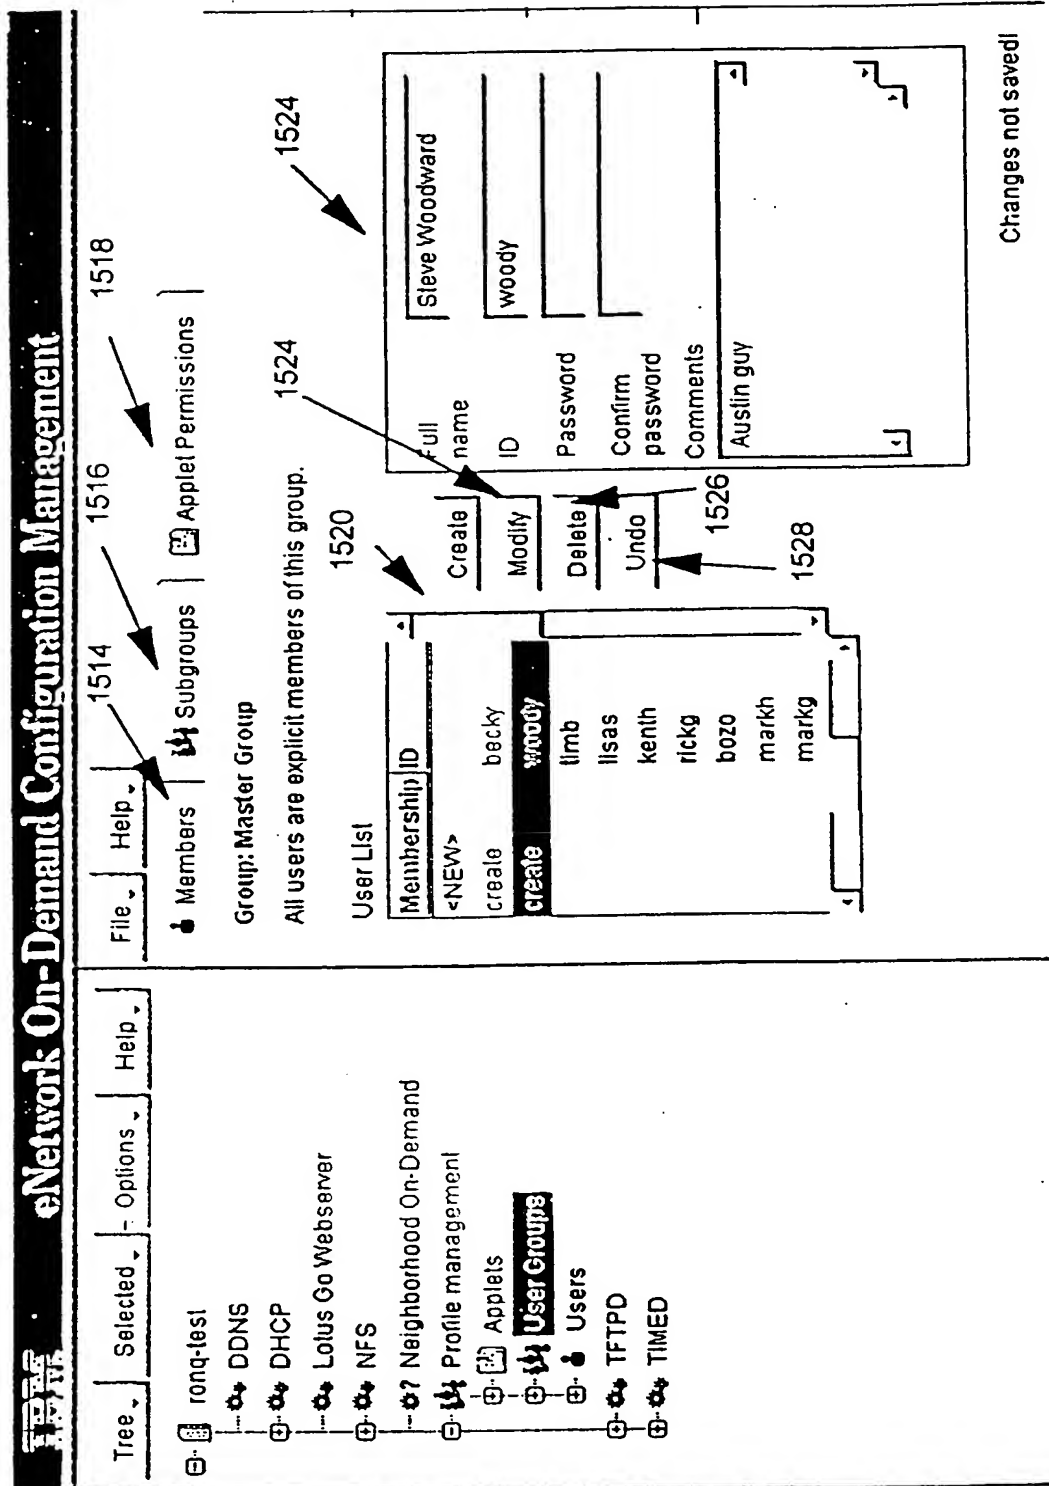 IBM eNetwork On-Demand Configuration Management
Tree Selected Options Help
ronq-test
DDNS
DHCP
Lotus Go Webserver
NFS
? Neighborhood On-Demand
Profile management
Applets
User Groups
Users
TFTPD
TIMED
File Help
1514
1516
1518
Members Subgroups Applet Permissions
Group: Master Group
All users are explicit members of this group.
1520
1524
1524
User List
Membership ID
<NEW>
create becky
create woody
timb
lisas
kenth
rickg
bozo
markh
markg
Create
Modify
Delete
Undo
1526
1528
Full name Steve Woodward
ID woody
Password
Confirm password
Comments
Austin guy
Changes not saved!